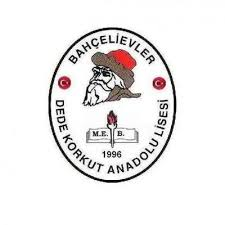 BAHÇELİEVLER
DEDE KORKUT ANADOLU LİSESİ
M.E. B.
1996